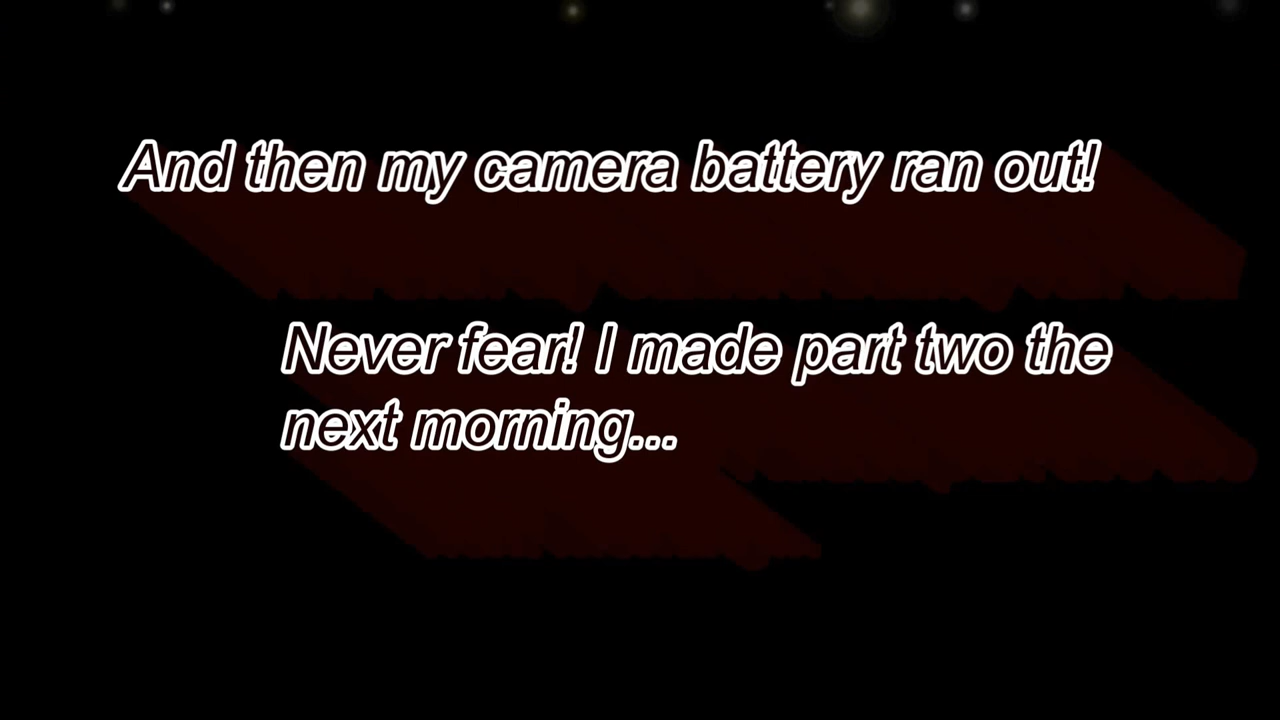 And then my camera battery ran out!
Never fear! I made part two the
next morning...